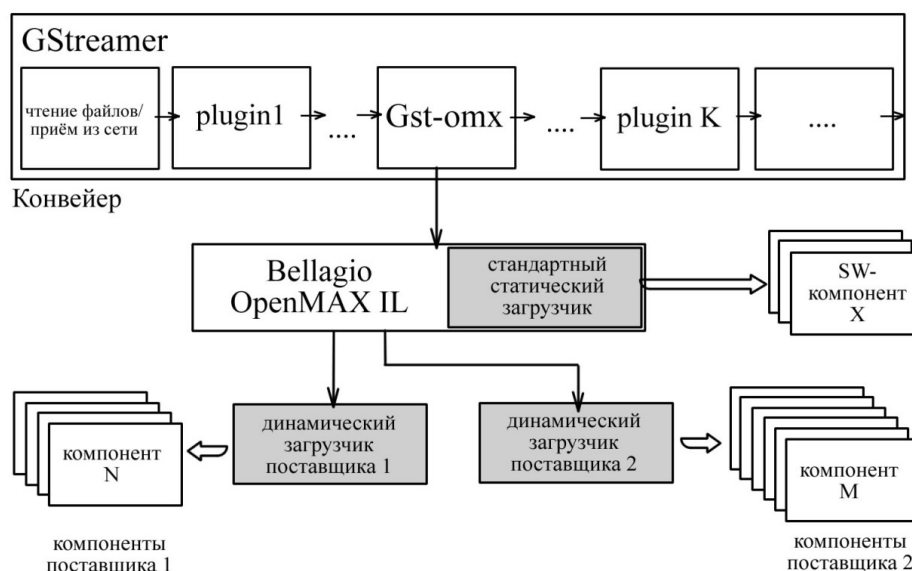 GStreamer
чтение файлов/
приём из сети
plugin1
....
Gst-omx
....
plugin K
....
Конвейер
Bellagio
OpenMAX IL
стандартный
статический
загрузчик
SW-
компонент
X
динамический
загрузчик
поставщика 1
динамический
загрузчик
поставщика 2
компонент
N
компонент
M
компоненты
поставщика 1
компоненты
поставщика 2